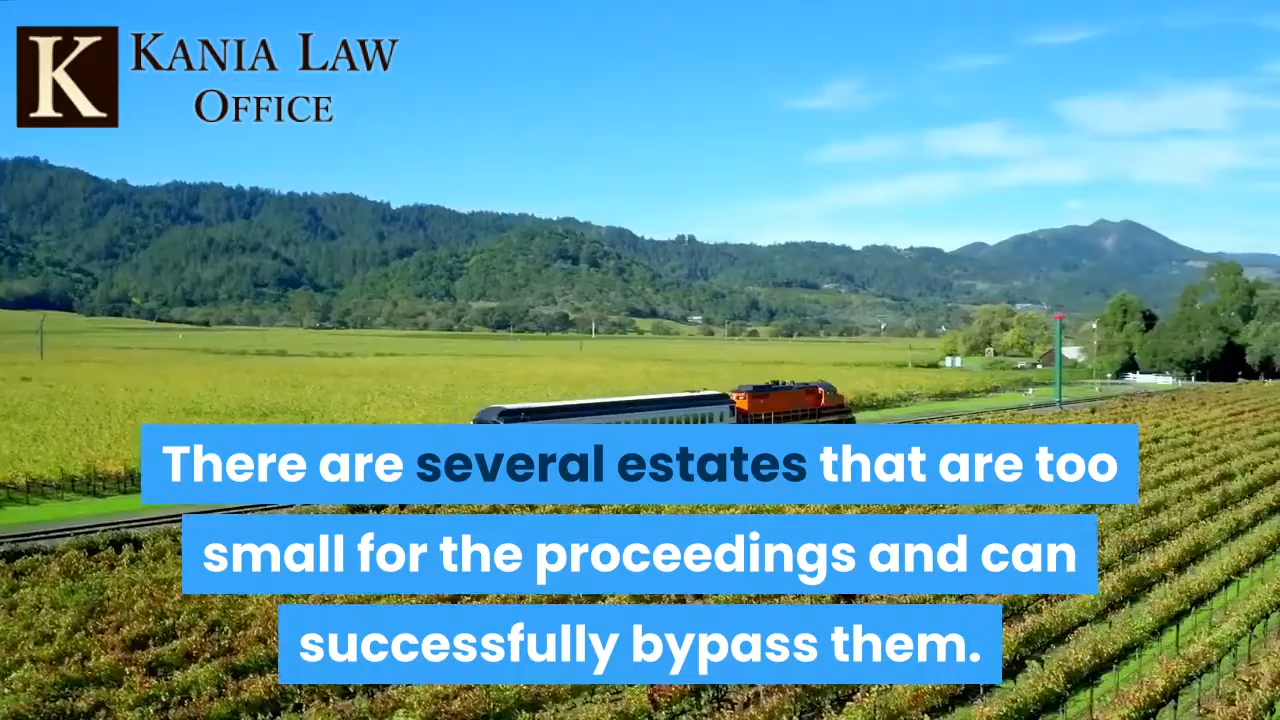 K
KANIA LAW
OFFICE
There are several estates that are too
small for the proceedings and can
successfully bypass them.